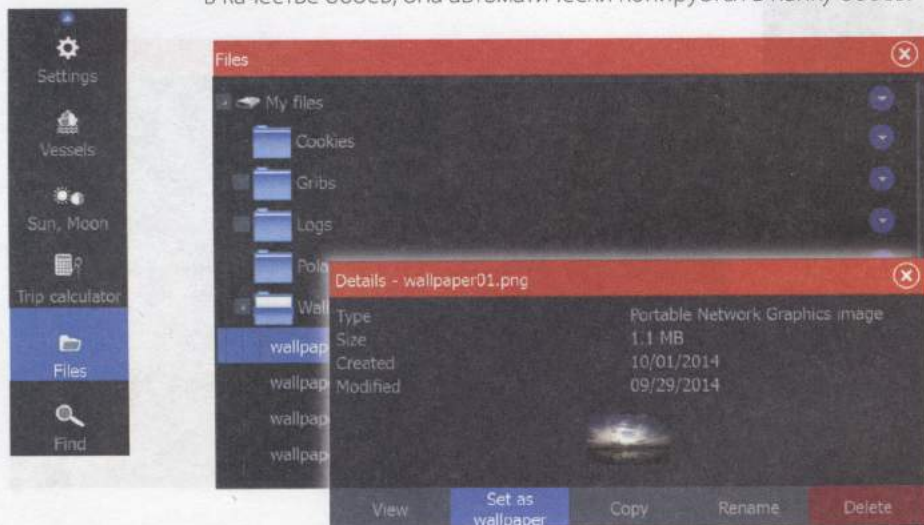 Settings
Vessels
Sun, Moon
Trip calculator
Files
Find
Files
My files
Cookies
Gribs
Logs
Details - wallpaper01.png
Type Portable Network Graphics image
Size 1.1 MB
Created 10/01/2014
Modified 09/29/2014
View
Set as
wallpaper
Copy
Rename
Delete